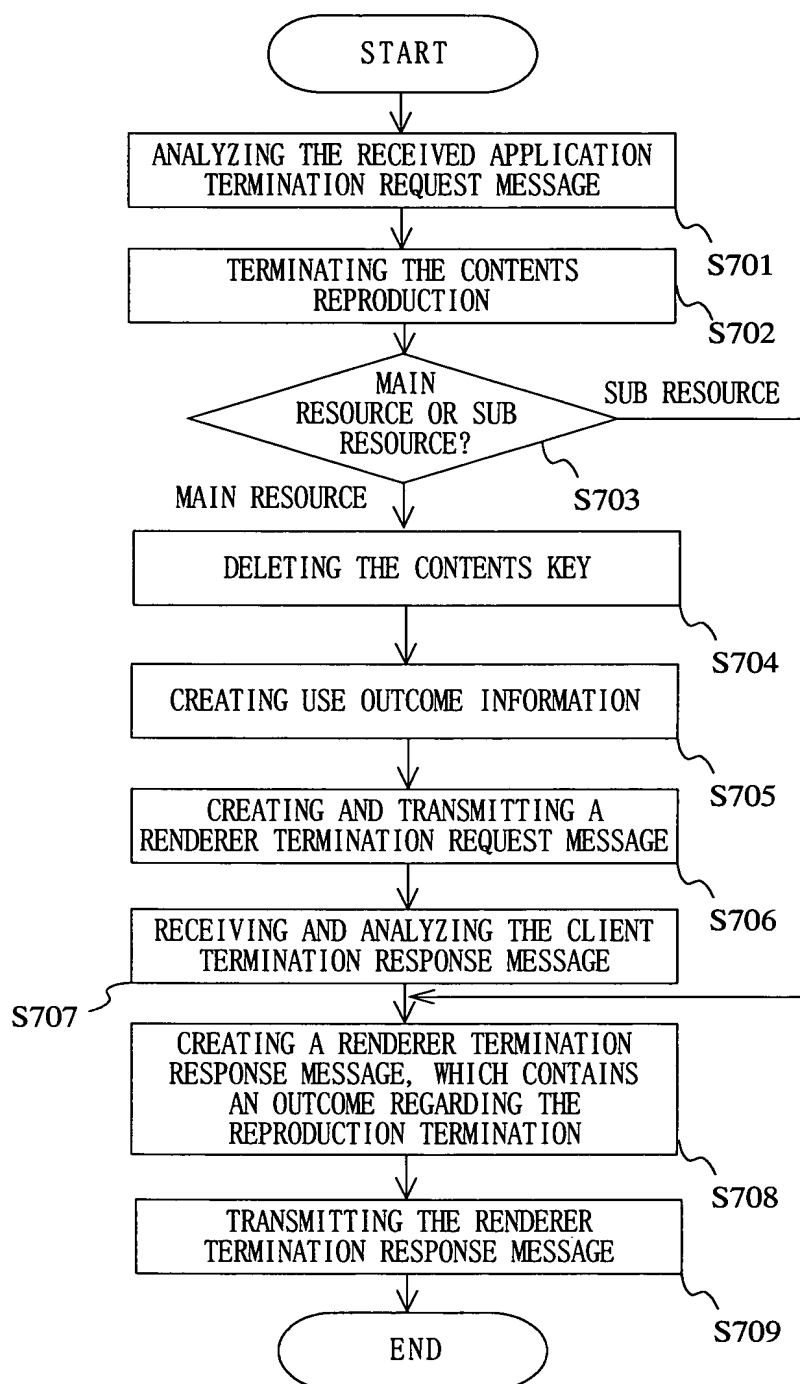 START
ANALYZING THE RECEIVED APPLICATION
TERMINATION REQUEST MESSAGE
S701
TERMINATING THE CONTENTS
REPRODUCTION
S702
MAIN
RESOURCE OR SUB
RESOURCE?
SUB RESOURCE
S703
MAIN RESOURCE
DELETING THE CONTENTS KEY
S704
CREATING USE OUTCOME INFORMATION
S705
CREATING AND TRANSMITTING A
RENDERER TERMINATION REQUEST MESSAGE
S706
RECEIVING AND ANALYZING THE CLIENT
TERMINATION RESPONSE MESSAGE
S707
CREATING A RENDERER TERMINATION
RESPONSE MESSAGE, WHICH CONTAINS
AN OUTCOME REGARDING THE
REPRODUCTION TERMINATION
S708
TRANSMITTING THE RENDERER
TERMINATION RESPONSE MESSAGE
S709
END